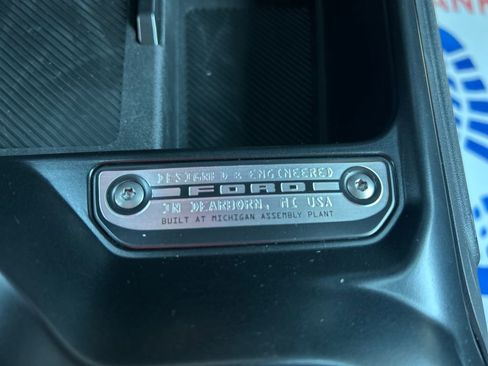 DESIGNED & ENGINEERED
FORD
IN DEARBORN, MI USA
BUILT AT MICHIGAN ASSEMBLY PLANT